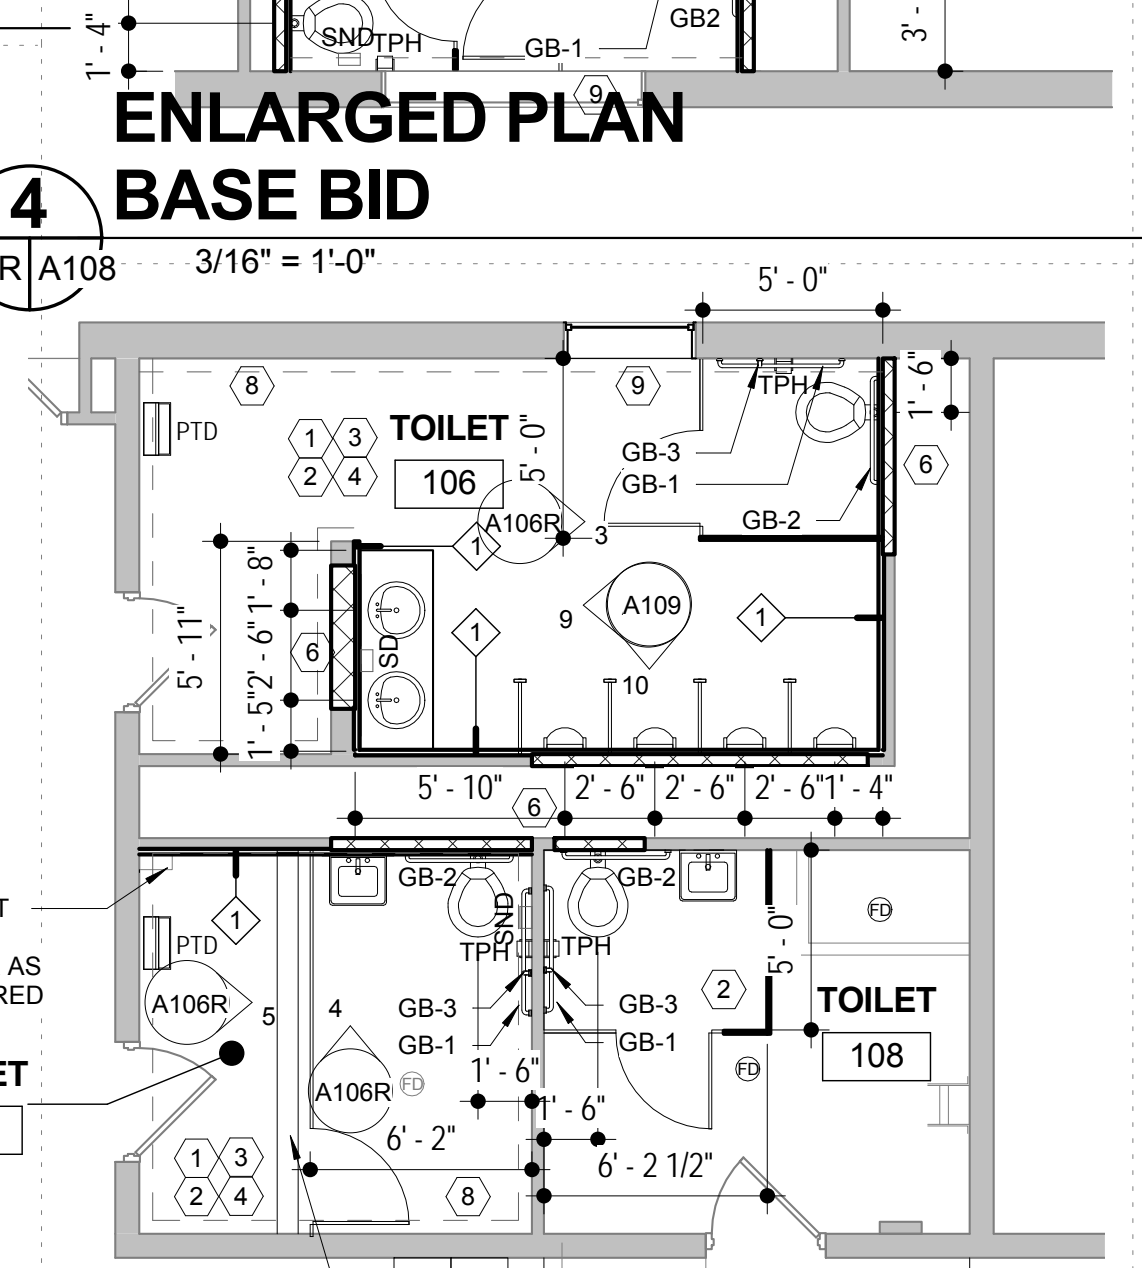 1' - 4"
SND
TPH
GB-1
GB2
3' -
9
ENLARGED PLAN
BASE BID
4
R
A108
3/16" = 1'-0"
5' - 0"
8
9
TPH
1' - 6"
PTD
1
3
2
4
TOILET
106
5' - 0"
GB-3
GB-1
6
GB-2
A106R
3
1
5' - 11"
1' - 8"
2' - 6"
1' - 5"
6
SD
1
9
A109
1
10
5' - 10"
6
2' - 6"
2' - 6"
2' - 6"
1' - 4"
GB-2
GB-2
T
1
SND
FD
PTD
TPH
TPH
5' - 0"
AS
RED
A106R
5
4
GB-3
GB-1
GB-3
GB-1
2
TOILET
108
ET
A106R
FD
1' - 6"
1' - 6"
FD
6' - 2"
6' - 2 1/2"
1
3
2
4
8